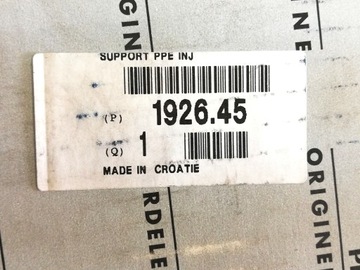 SUPPORT PPE INJ
(P) 1926.45
(Q) 1
MADE IN CROATIE
ORIGINE
ORIGINE
RDELE